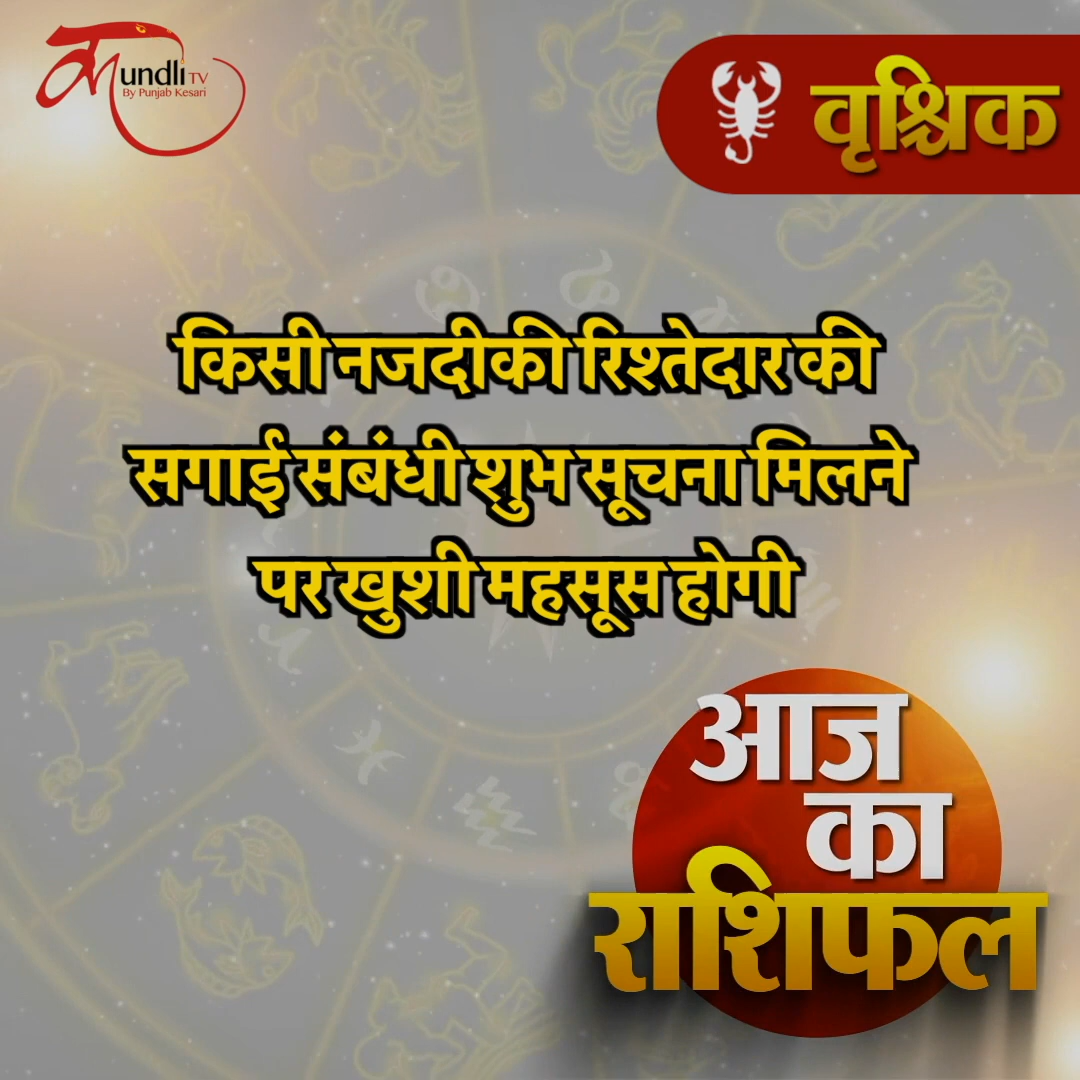 Kundli TV
By Punjab Kesari
वृश्चिक
किसी नजदीकी रिश्तेदार की
सगाई संबंधी शुभ सूचना मिलने
पर खुशी महसूस होगी
आज
का
राशिफल